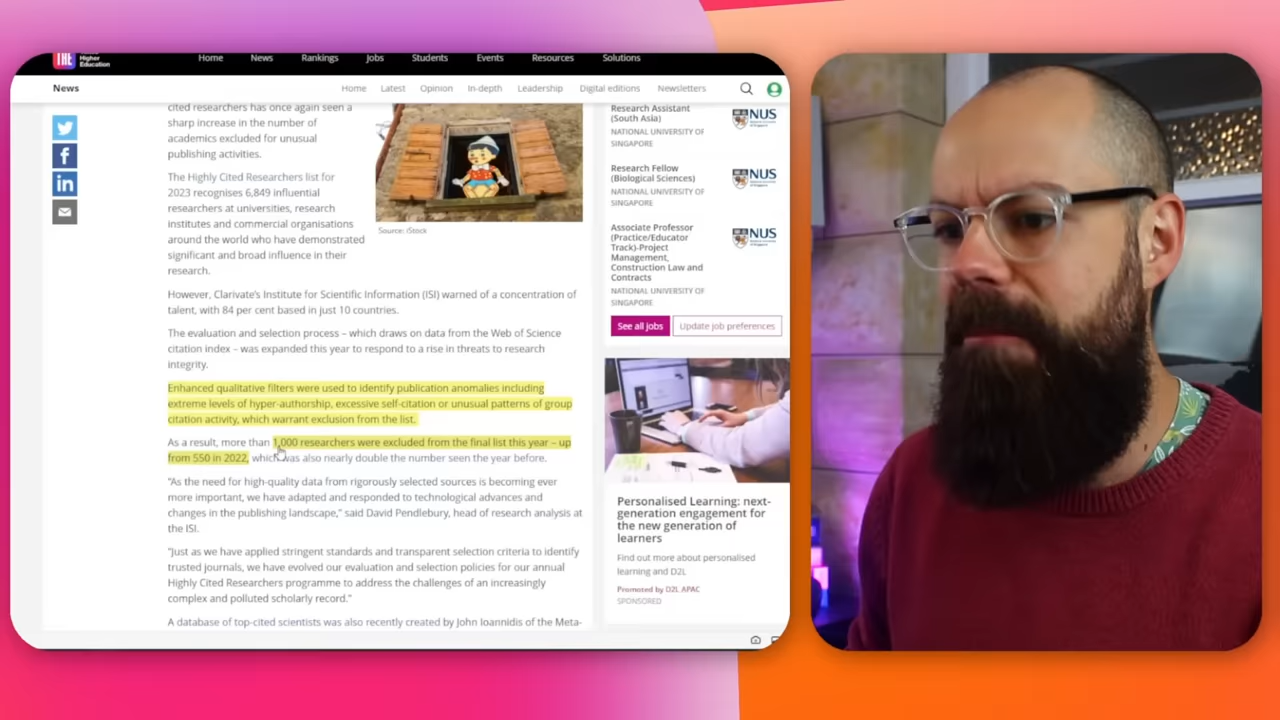 THE
Higher
Education
Home News Rankings Jobs Students Events Resources Solutions
News
Home Latest Opinion In-depth Leadership Digital editions Newsletters
cited researchers has once again seen a
sharp increase in the number of
academics excluded for unusual
publishing activities.
The Highly Cited Researchers list for
2023 recognises 6,849 influential
researchers at universities, research
institutes and commercial organisations
around the world who have demonstrated
significant and broad influence in their
research.
Source: iStock
However, Clarivate's Institute for Scientific Information (ISI) warned of a concentration of
talent, with 84 per cent based in just 10 countries.
The evaluation and selection process – which draws on data from the Web of Science
citation index – was expanded this year to respond to a rise in threats to research
integrity.
Enhanced qualitative filters were used to identify publication anomalies including
extreme levels of hyper-authorship, excessive self-citation or unusual patterns of group
citation activity, which warrant exclusion from the list.
As a result, more than 1,000 researchers were excluded from the final list this year – up
from 550 in 2022, which was also nearly double the number seen the year before.
“As the need for high-quality data from rigorously selected sources is becoming ever
more important, we have adapted and responded to technological advances and
changes in the publishing landscape,” said David Pendlebury, head of research analysis at
the ISI.
“Just as we have applied stringent standards and transparent selection criteria to identify
trusted journals, we have evolved our evaluation and selection policies for our annual
Highly Cited Researchers programme to address the challenges of an increasingly
complex and polluted scholarly record.”
A database of top-cited scientists was also recently created by John Ioannidis of the Meta-
Research Assistant
(South Asia)
NATIONAL UNIVERSITY OF
SINGAPORE
NUS
Research Fellow
(Biological Sciences)
NATIONAL UNIVERSITY OF
SINGAPORE
NUS
Associate Professor
(Practice/Educator
Track)-Project
Management,
Construction Law and
Contracts
NATIONAL UNIVERSITY OF
SINGAPORE
NUS
See all jobs Update job preferences
Personalised Learning: next-
generation engagement for
the new generation of
learners
Find out more about personalised
learning and D2L
Promoted by D2L APAC
SPONSORED